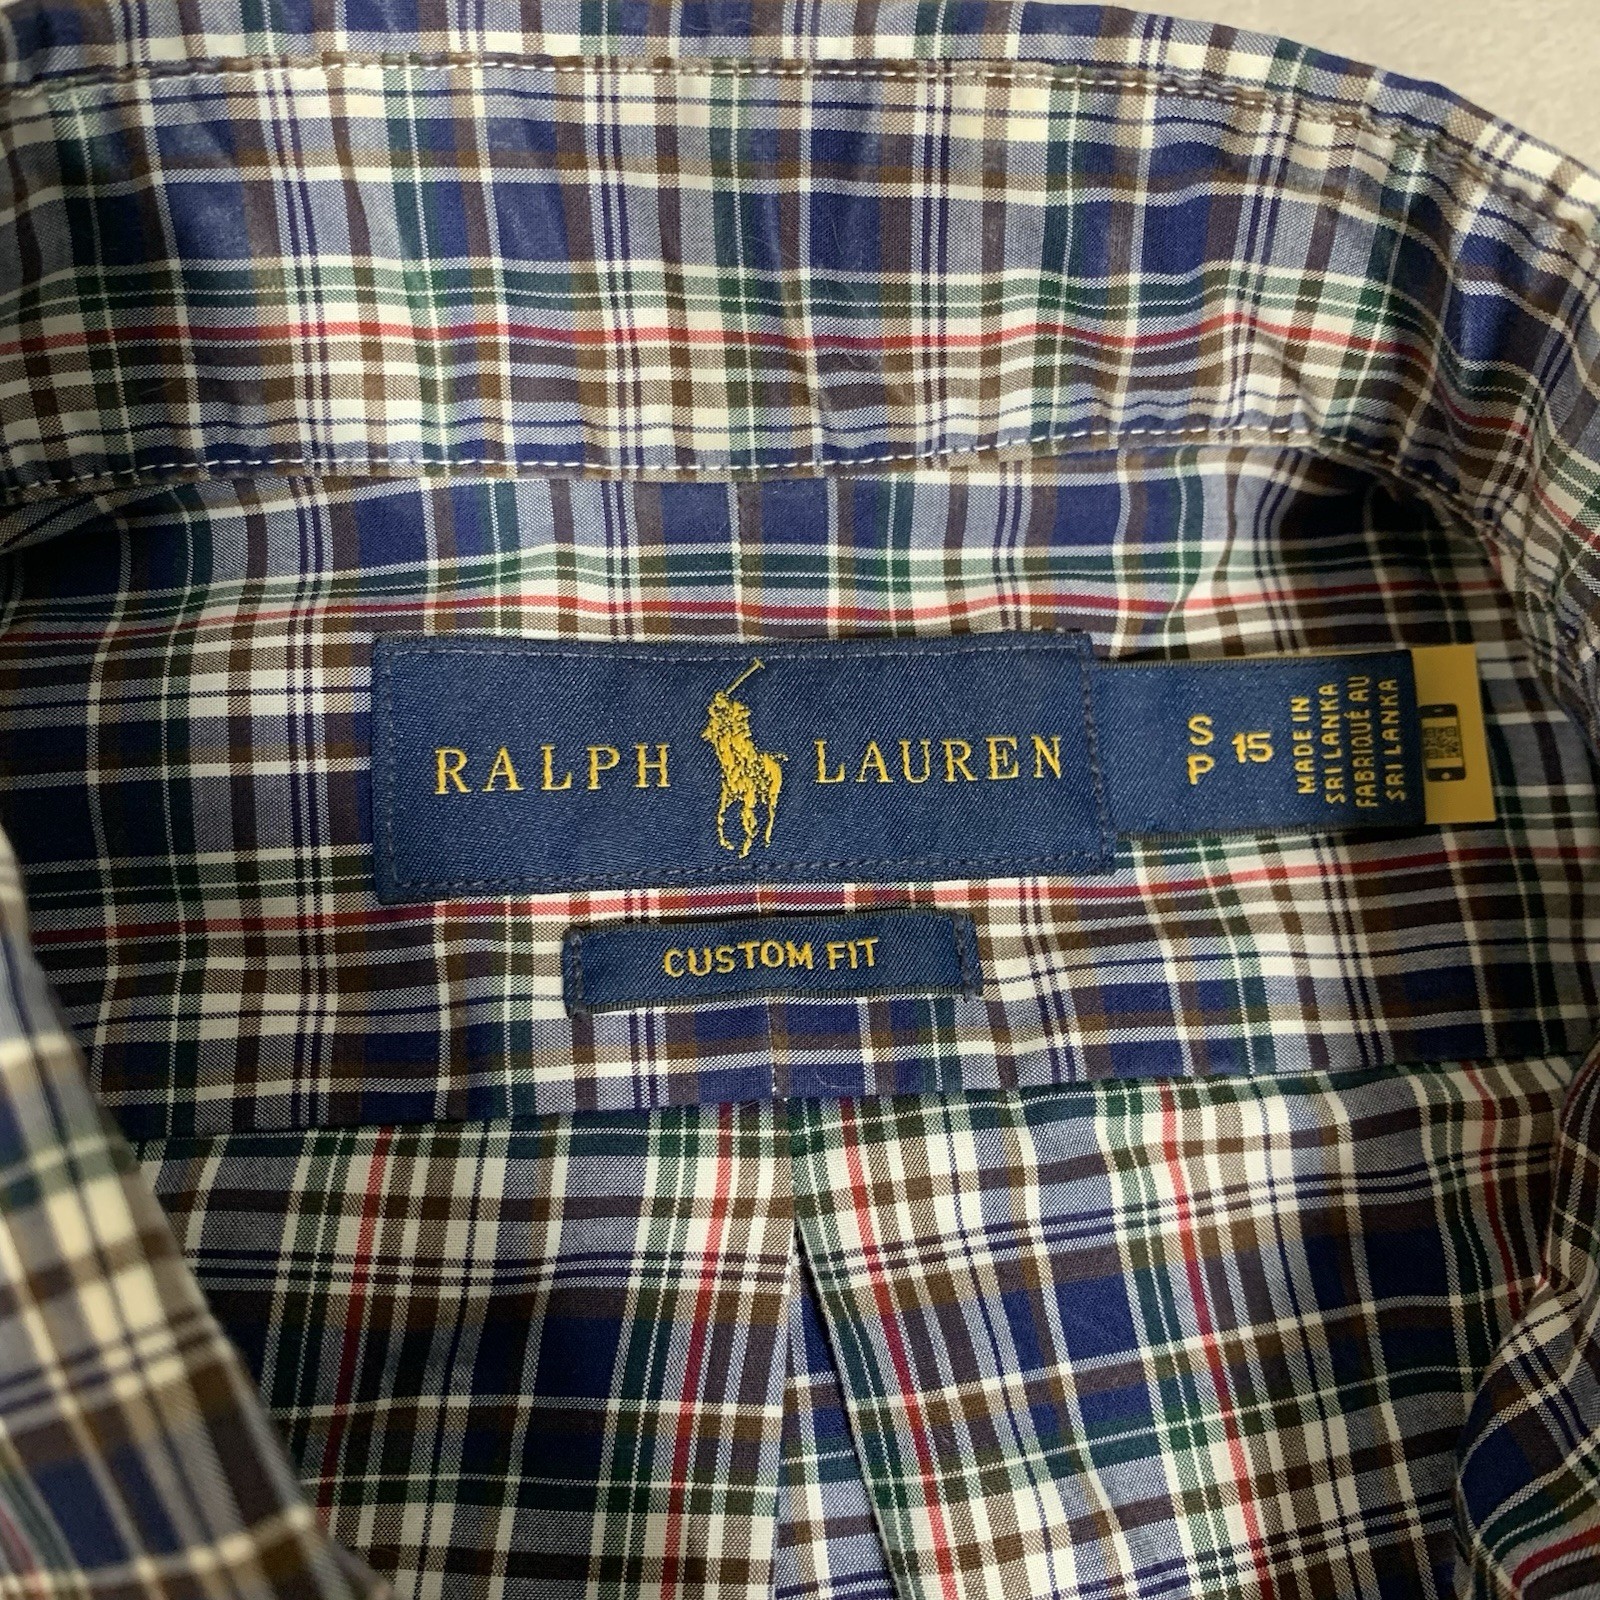 RALPH LAUREN
S
P
15
MADE IN
SRI LANKA
FABRIQUÉ AU
SRI LANKA
CUSTOM FIT